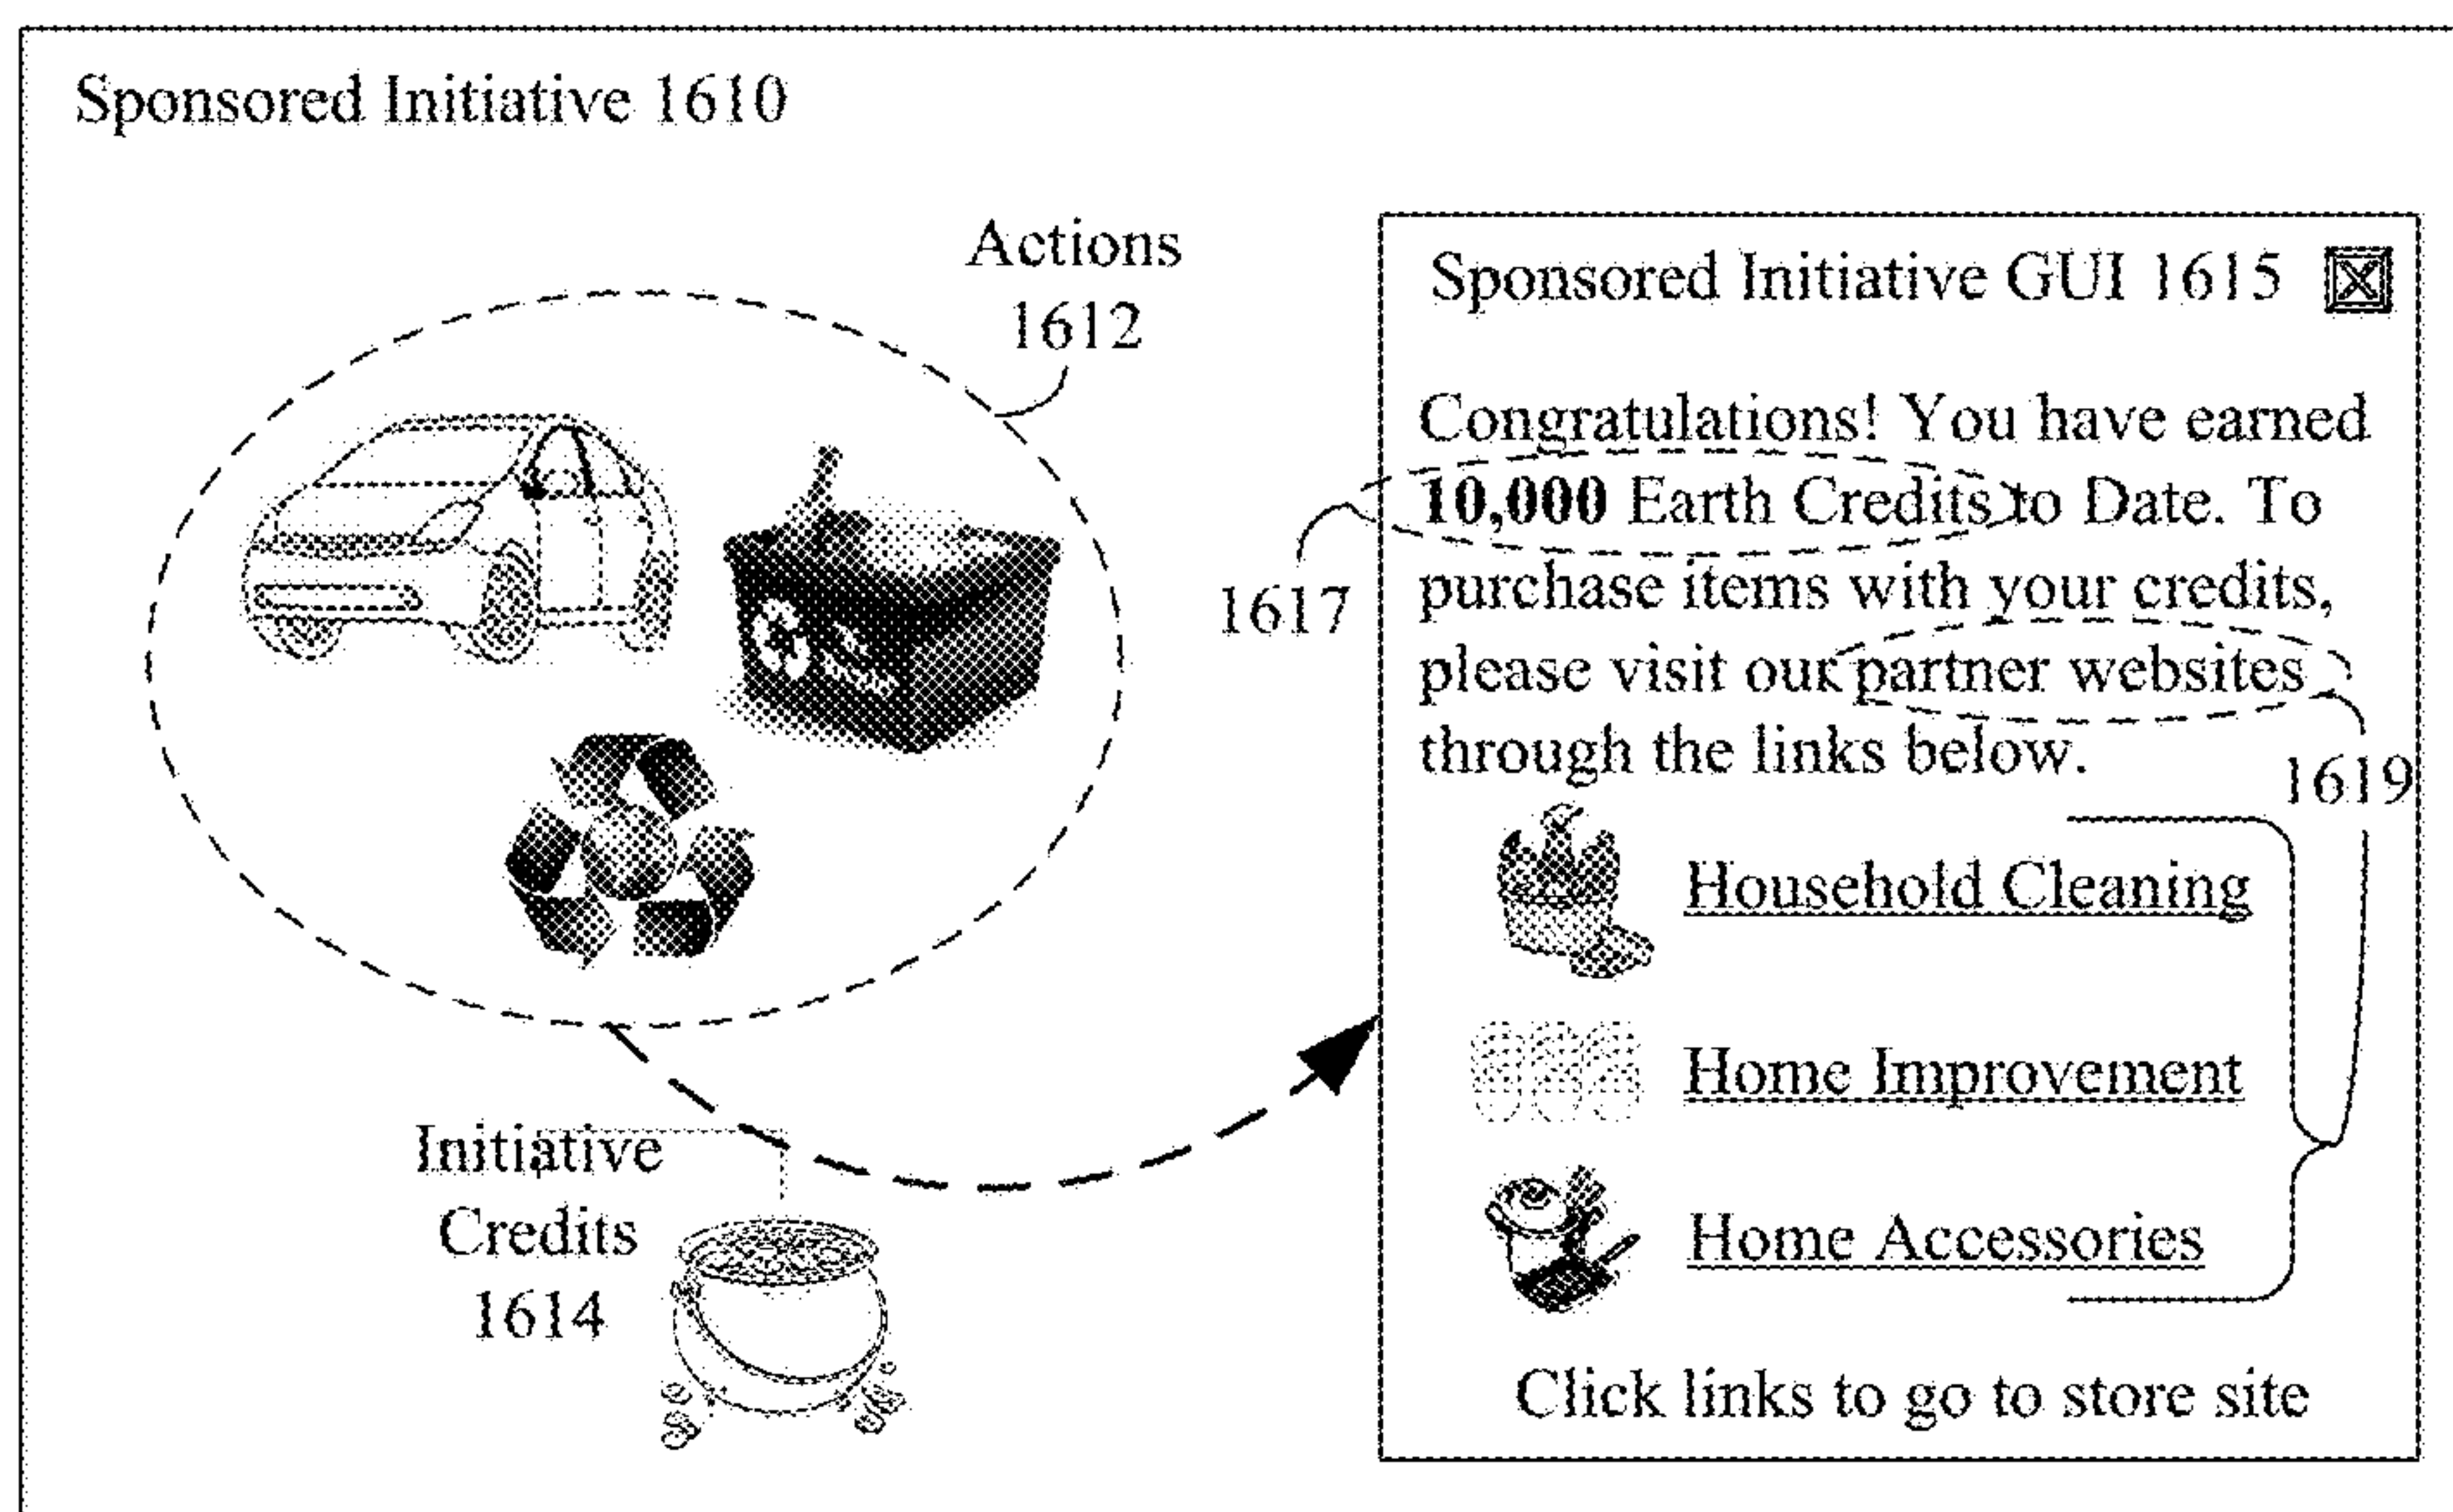 Sponsored Initiative 1610
Actions
1612
Sponsored Initiative GUI 1615
Congratulations! You have earned
10,000 Earth Credits to Date. To
purchase items with your credits,
please visit our partner websites
through the links below.
1617
1619
Household Cleaning
Home Improvement
Home Accessories
Click links to go to store site
Initiative
Credits
1614